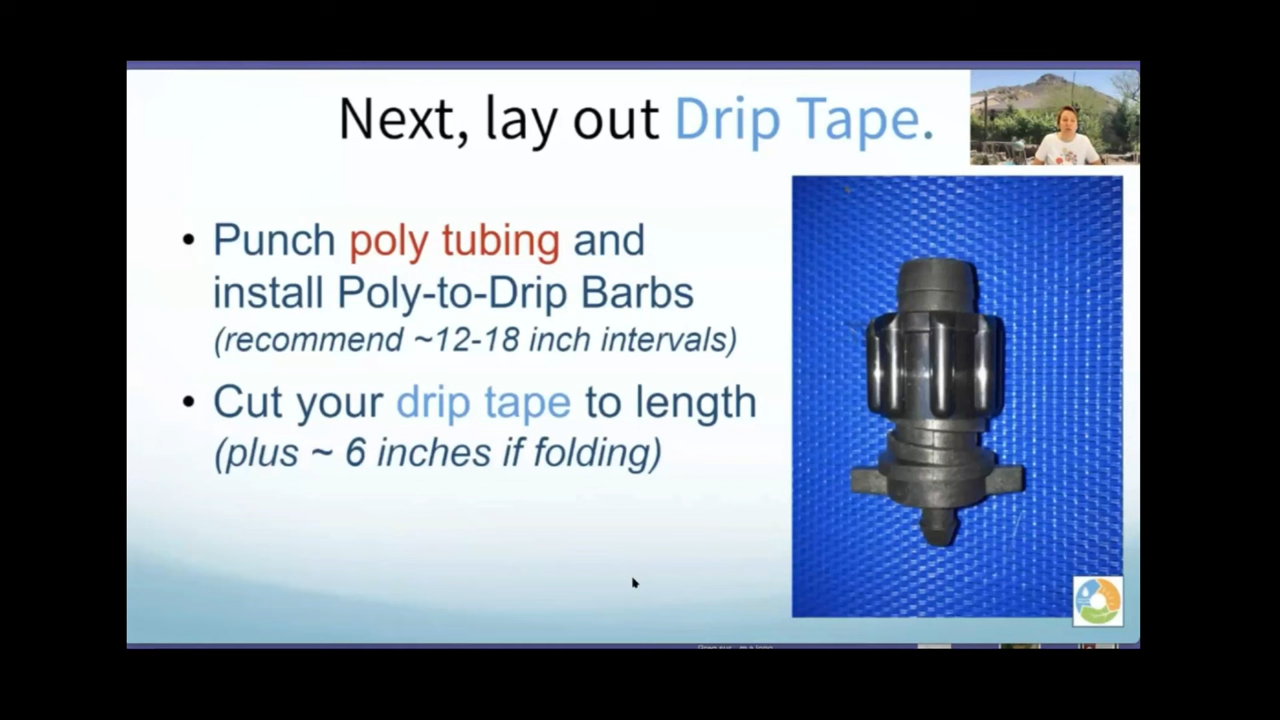 Next, lay out Drip Tape.
• Punch poly tubing and
install Poly-to-Drip Barbs
(recommend ~12-18 inch intervals)
• Cut your drip tape to length
(plus ~ 6 inches if folding)